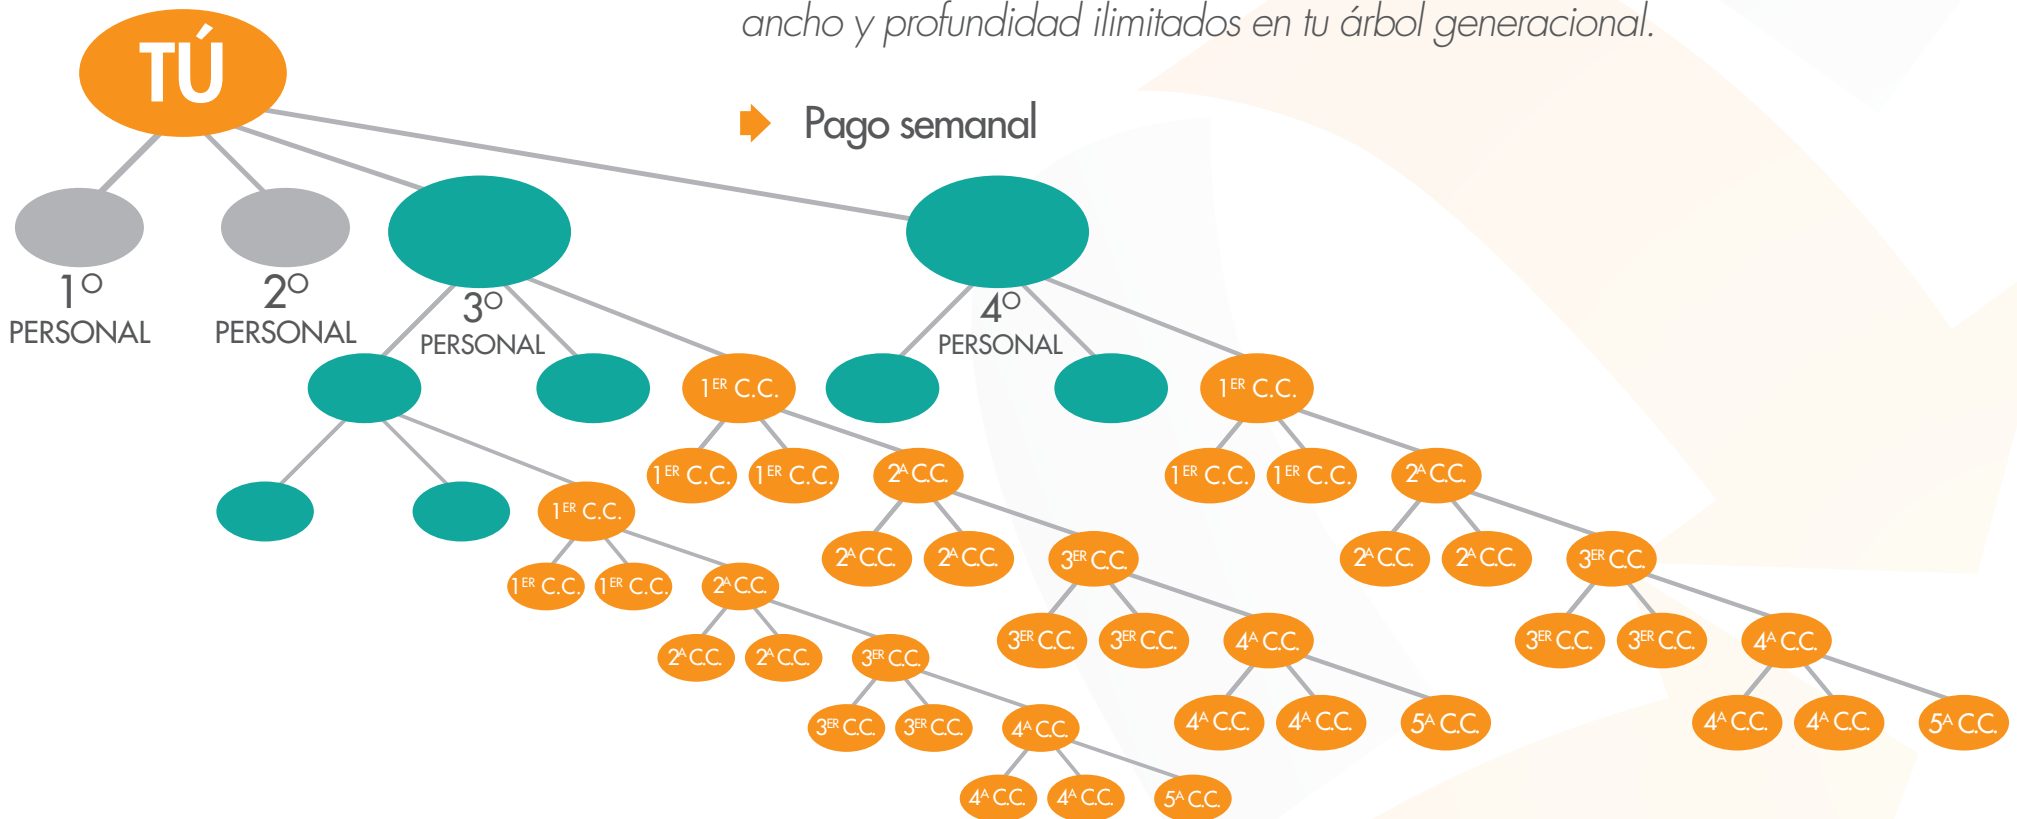 ancho y profundidad ilimitados en tu árbol generacional.
TÚ
Pago semanal
1º 2º 3º 4º
PERSONAL PERSONAL PERSONAL PERSONAL
1ER C.C. 1ER C.C.
1ER C.C. 1ER C.C. 2A C.C. 1ER C.C. 1ER C.C. 2A C.C.
1ER C.C.
2A C.C. 2A C.C. 3ER C.C. 2A C.C. 2A C.C. 3ER C.C.
1ER C.C. 1ER C.C. 2A C.C.
3ER C.C. 3ER C.C. 4A C.C. 3ER C.C. 3ER C.C. 4A C.C.
2A C.C. 2A C.C. 3ER C.C.
4A C.C. 4A C.C. 5A C.C. 4A C.C. 4A C.C. 5A C.C.
3ER C.C. 3ER C.C. 4A C.C.
4A C.C. 4A C.C. 5A C.C.